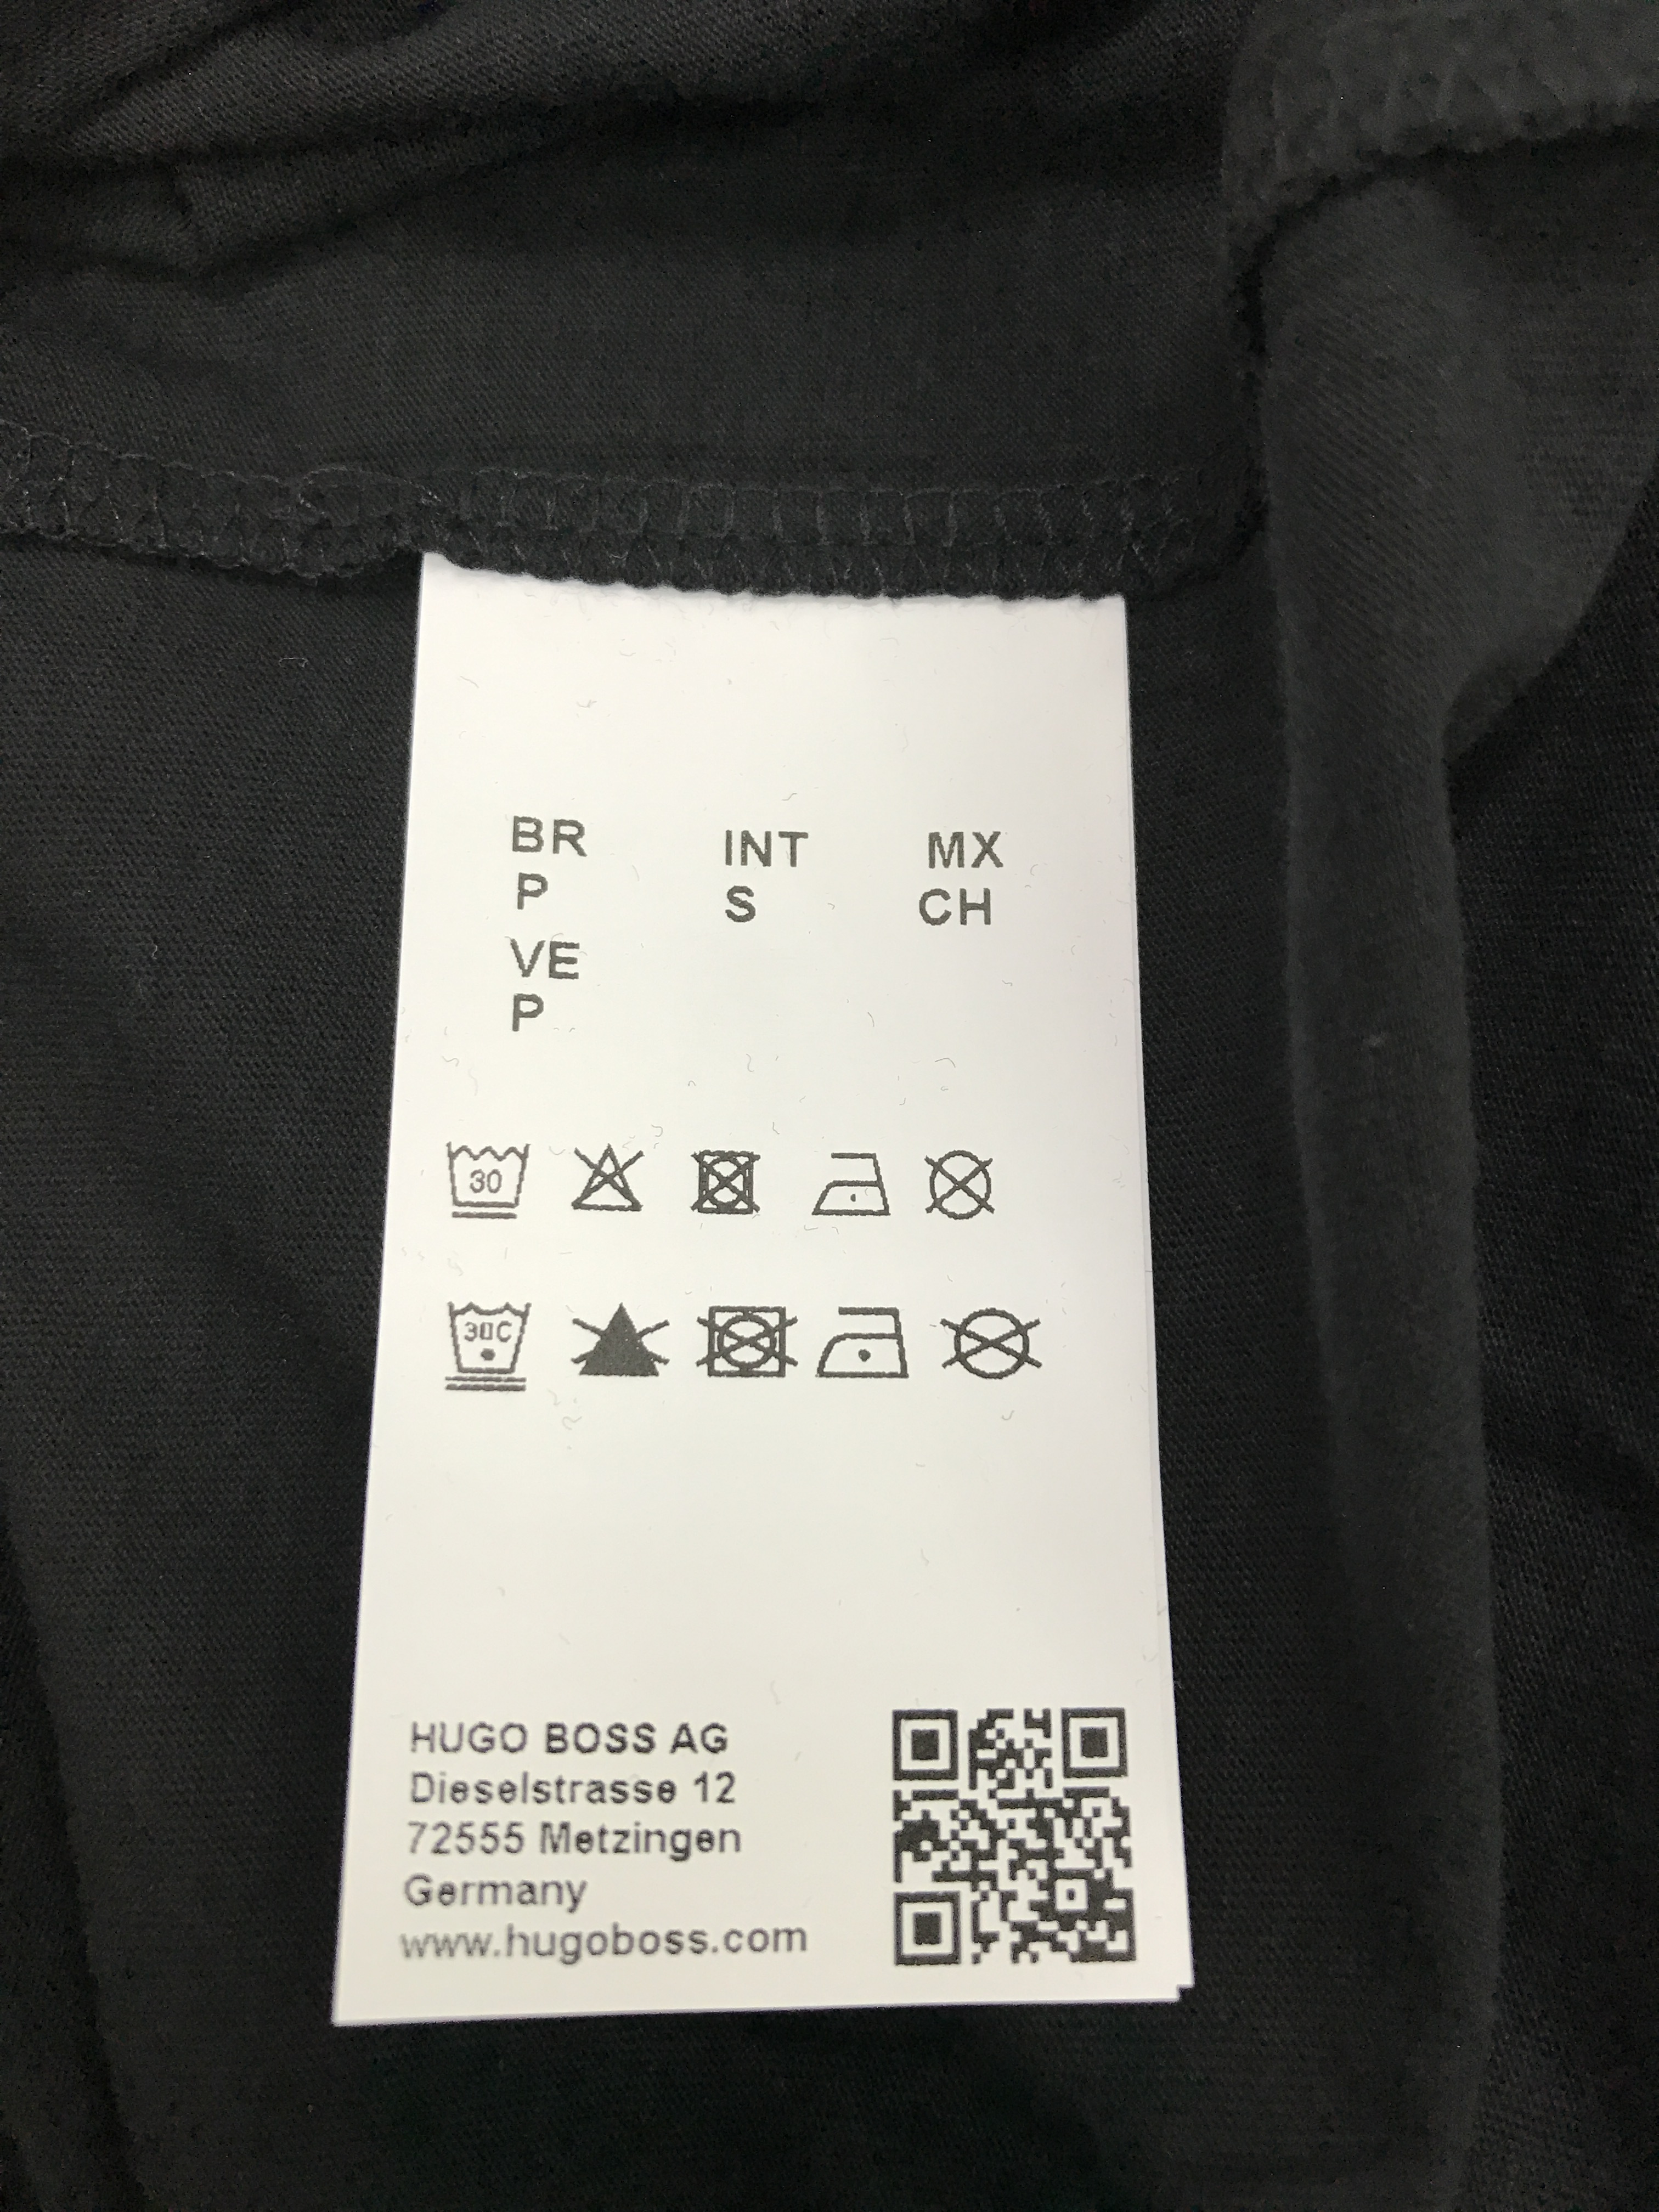 BR INT MX
P S CH
VE
P
30
30°C
HUGO BOSS AG
Dieselstrasse 12
72555 Metzingen
Germany
www.hugoboss.com